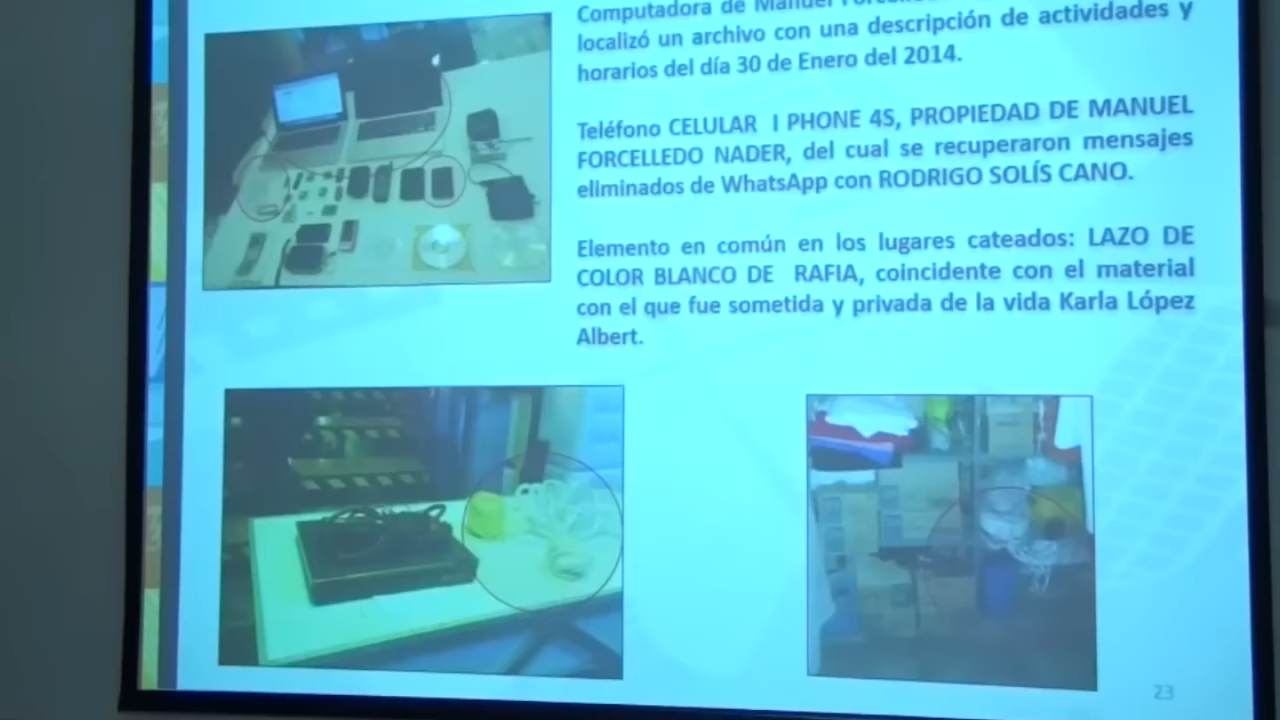 Computadora de Manuel
localizó un archivo con una descripción de actividades y
horarios del día 30 de Enero del 2014.
Teléfono CELULAR I PHONE 4S, PROPIEDAD DE MANUEL
FORCELLEDO NADER, del cual se recuperaron mensajes
eliminados de WhatsApp con RODRIGO SOLÍS CANO.
Elemento en común en los lugares cateados: LAZO DE
COLOR BLANCO DE RAFIA, coincidente con el material
con el que fue sometida y privada de la vida Karla López
Albert.
23